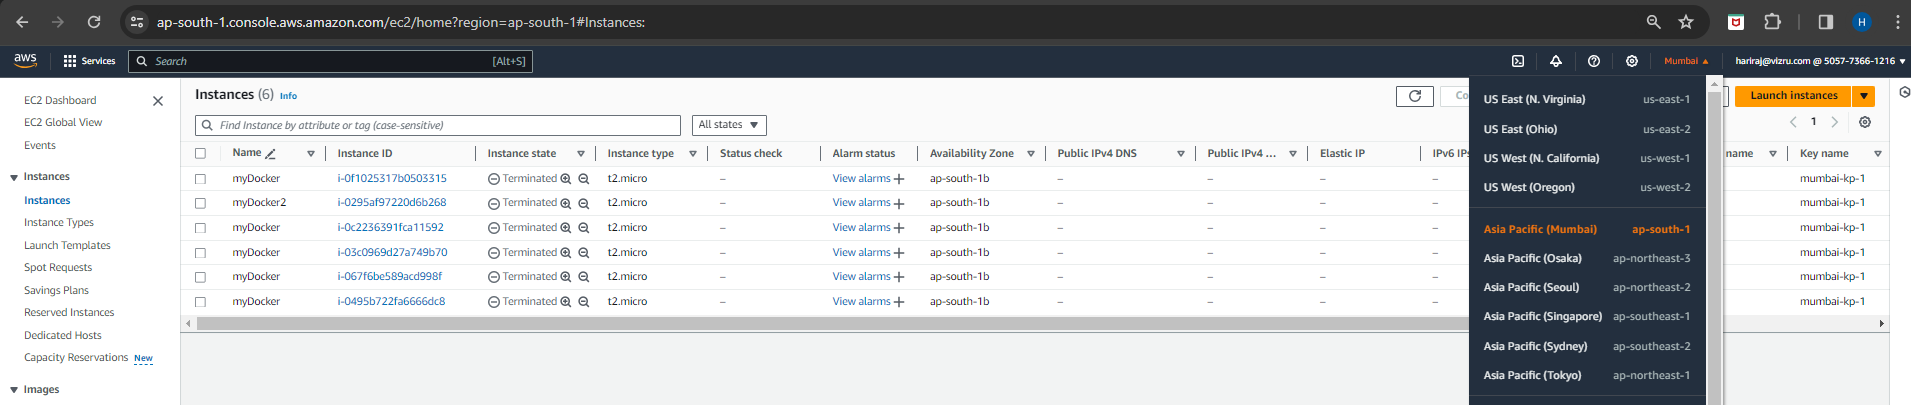 ap-south-1.console.aws.amazon.com/ec2/home?region=ap-south-1#Instances:
H
aws Services Search [Alt+S] Mumbai hariraj@vizru.com @ 5057-7366-1216
EC2 Dashboard
EC2 Global View
Events
Instances
Instances
Instance Types
Launch Templates
Spot Requests
Savings Plans
Reserved Instances
Dedicated Hosts
Capacity Reservations New
Images
Instances (6) Info
Co
Launch instances
Find Instance by attribute or tag (case-sensitive) All states 1
Name Instance ID Instance state Instance type Status check Alarm status Availability Zone Public IPv4 DNS Public IPv4 ... Elastic IP IPv6 IPs name Key name
myDocker i-0f1025317b0503315 Terminated t2.micro – View alarms + ap-south-1b – – – – mumbai-kp-1
myDocker2 i-0295af97220d6b268 Terminated t2.micro – View alarms + ap-south-1b – – – – mumbai-kp-1
myDocker i-0c2236391fca11592 Terminated t2.micro – View alarms + ap-south-1b – – – – mumbai-kp-1
myDocker i-03c0969d27a749b70 Terminated t2.micro – View alarms + ap-south-1b – – – – mumbai-kp-1
myDocker i-067f6be589acd998f Terminated t2.micro – View alarms + ap-south-1b – – – – mumbai-kp-1
myDocker i-0495b722fa6666dc8 Terminated t2.micro – View alarms + ap-south-1b – – – – mumbai-kp-1
US East (N. Virginia) us-east-1
US East (Ohio) us-east-2
US West (N. California) us-west-1
US West (Oregon) us-west-2
Asia Pacific (Mumbai) ap-south-1
Asia Pacific (Osaka) ap-northeast-3
Asia Pacific (Seoul) ap-northeast-2
Asia Pacific (Singapore) ap-southeast-1
Asia Pacific (Sydney) ap-southeast-2
Asia Pacific (Tokyo) ap-northeast-1